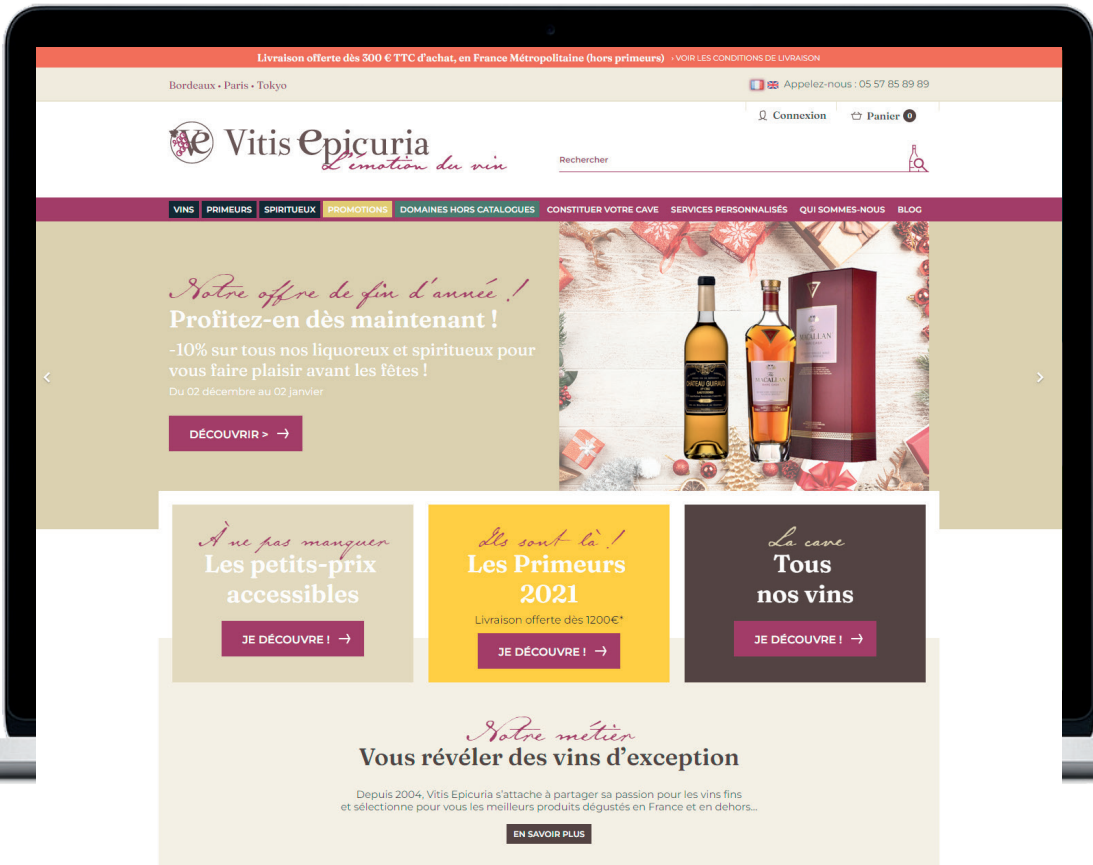 Livraison offerte dès 300 € TTC d'achat, en France Métropolitaine (hors primeurs) › VOIR LES CONDITIONS DE LIVRAISON
Bordeaux • Paris • Tokyo
Appelez-nous : 05 57 85 89 89
Connexion
Panier 0
Ve Vitis Epicuria
L'émotion du vin
Rechercher
VINS PRIMEURS SPIRITUEUX PROMOTIONS DOMAINES HORS CATALOGUES CONSTITUER VOTRE CAVE SERVICES PERSONNALISÉS QUI SOMMES-NOUS BLOG
Notre offre de fin d'année !
Profitez-en dès maintenant !
-10% sur tous nos liquoreux et spiritueux pour
vous faire plaisir avant les fêtes !
Du 02 décembre au 02 janvier
DÉCOUVRIR > →
CHÂTEAU GUIRAUD
The
MACALLAN
The
MACALLAN
À ne pas manquer
Les petits-prix
accessibles
JE DÉCOUVRE ! →
Ils sont là !
Les Primeurs
2021
Livraison offerte dès 1200€*
JE DÉCOUVRE ! →
La cave
Tous
nos vins
JE DÉCOUVRE ! →
Notre métier
Vous révéler des vins d'exception
Depuis 2004, Vitis Epicuria s'attache à partager sa passion pour les vins fins
et sélectionne pour vous les meilleurs produits dégustés en France et en dehors...
EN SAVOIR PLUS